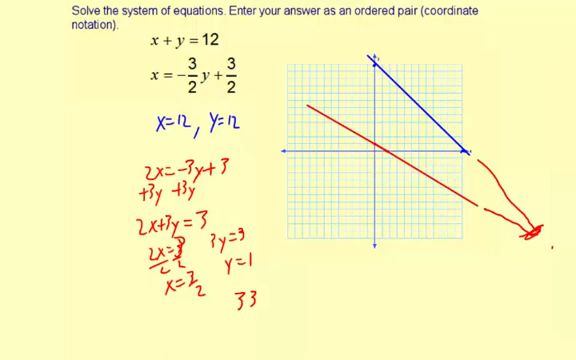 Solve the system of equations. Enter your answer as an ordered pair (coordinate
notation).
x + y = 12
x = -3/2 y + 3/2
x=12, y=12
2x=-3y+3
+3y +3y
2x+3y=3
2x=3 3y=3
2 2
x=3/2 y=1
33